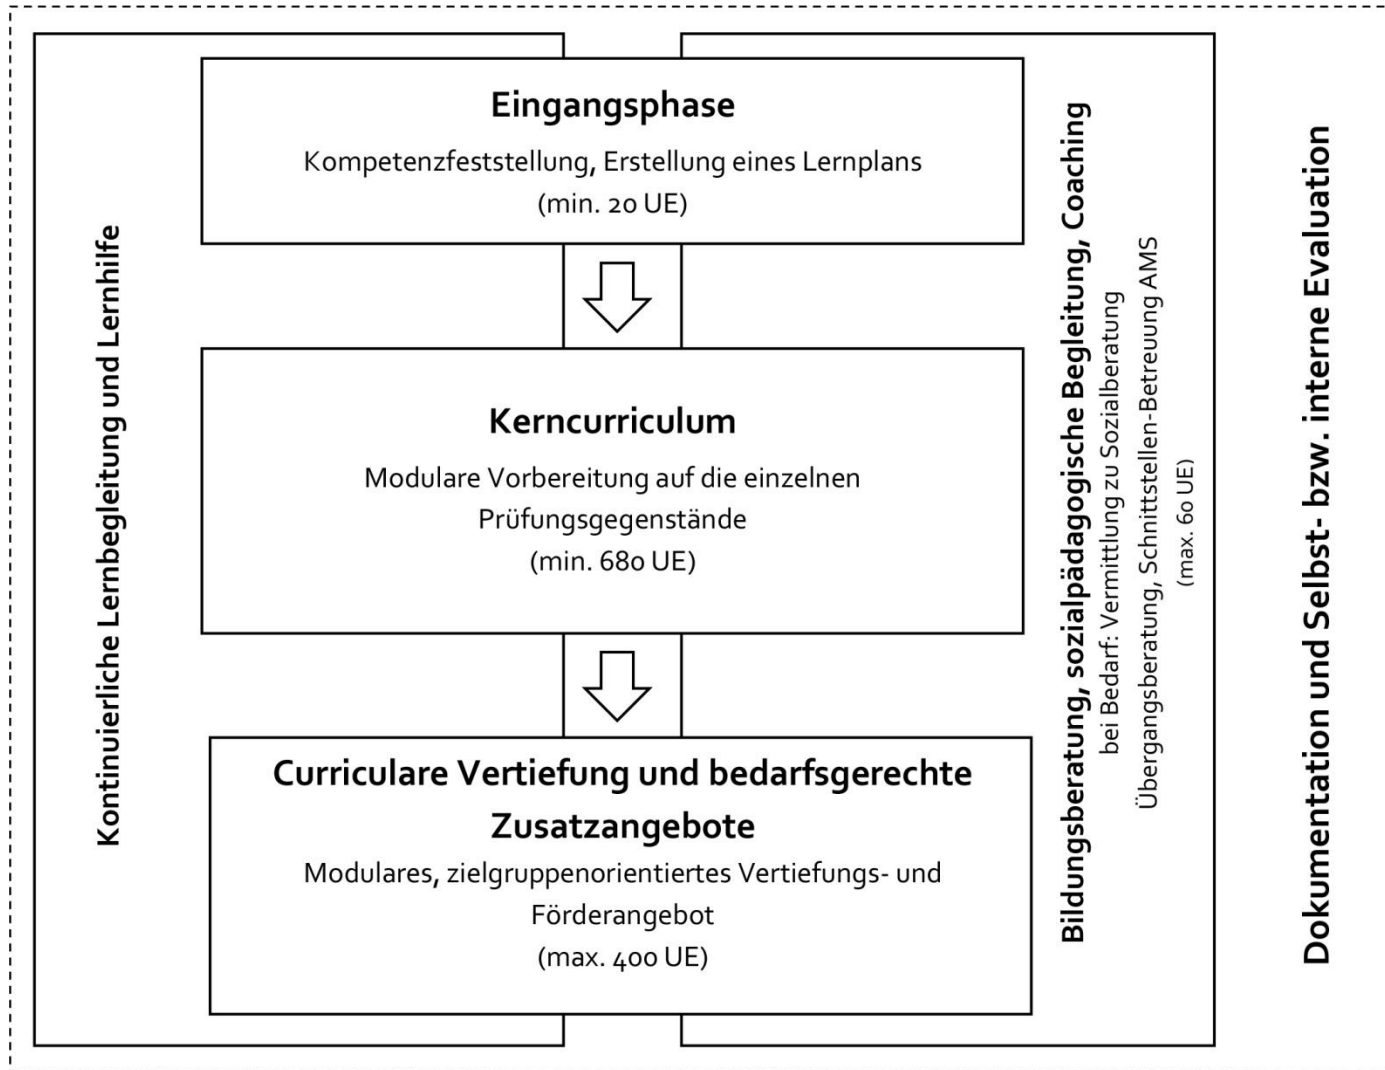 Kontinuierliche Lernbegleitung und Lernhilfe
Eingangsphase
Kompetenzfeststellung, Erstellung eines Lernplans
(min. 20 UE)
Kerncurriculum
Modulare Vorbereitung auf die einzelnen
Prüfungsgegenstände
(min. 680 UE)
Curriculare Vertiefung und bedarfsgerechte
Zusatzangebote
Modulares, zielgruppenorientiertes Vertiefungs- und
Förderangebot
(max. 400 UE)
Bildungsberatung, sozialpädagogische Begleitung, Coaching
bei Bedarf: Vermittlung zu Sozialberatung
Übergangsberatung, Schnittstellen-Betreuung AMS
(max. 60 UE)
Dokumentation und Selbst- bzw. interne Evaluation